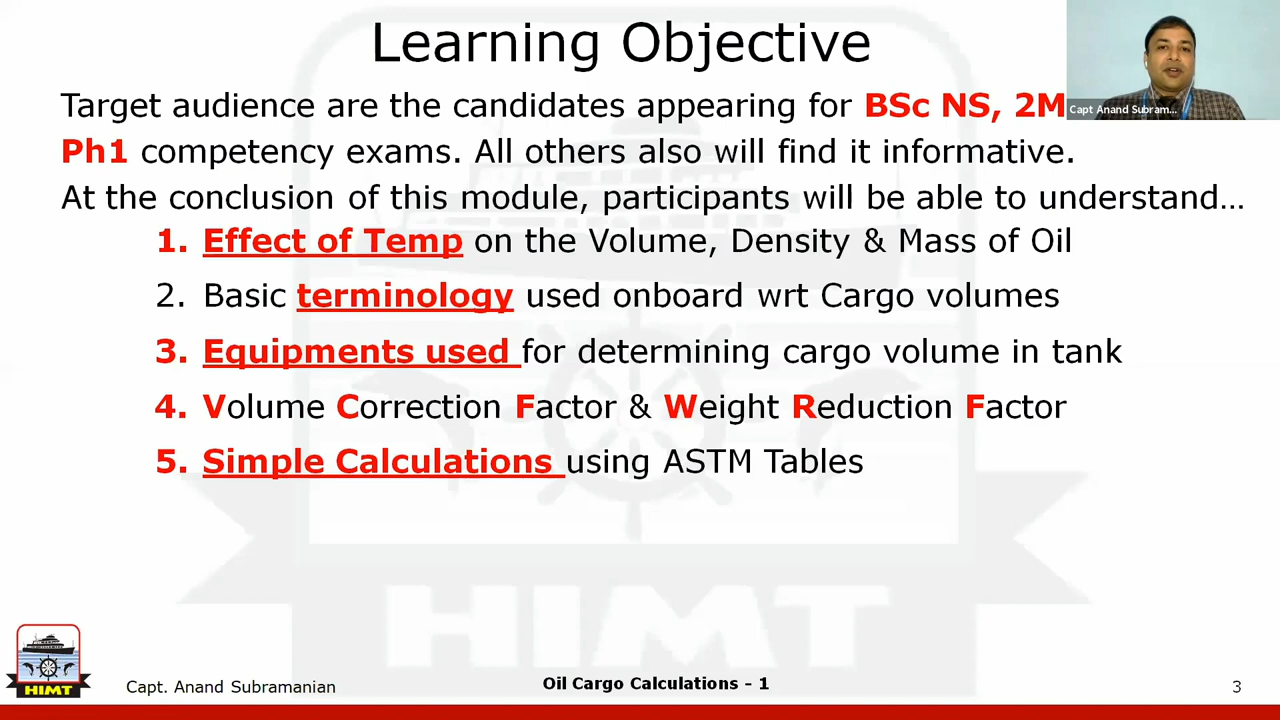 Learning Objective
Target audience are the candidates appearing for BSc NS, 2M
Ph1 competency exams. All others also will find it informative.
At the conclusion of this module, participants will be able to understand…
1. Effect of Temp on the Volume, Density & Mass of Oil
2. Basic terminology used onboard wrt Cargo volumes
3. Equipments used for determining cargo volume in tank
4. Volume Correction Factor & Weight Reduction Factor
5. Simple Calculations using ASTM Tables
Capt Anand Subram...
HIMT
HIMT
Capt. Anand Subramanian
Oil Cargo Calculations - 1
3